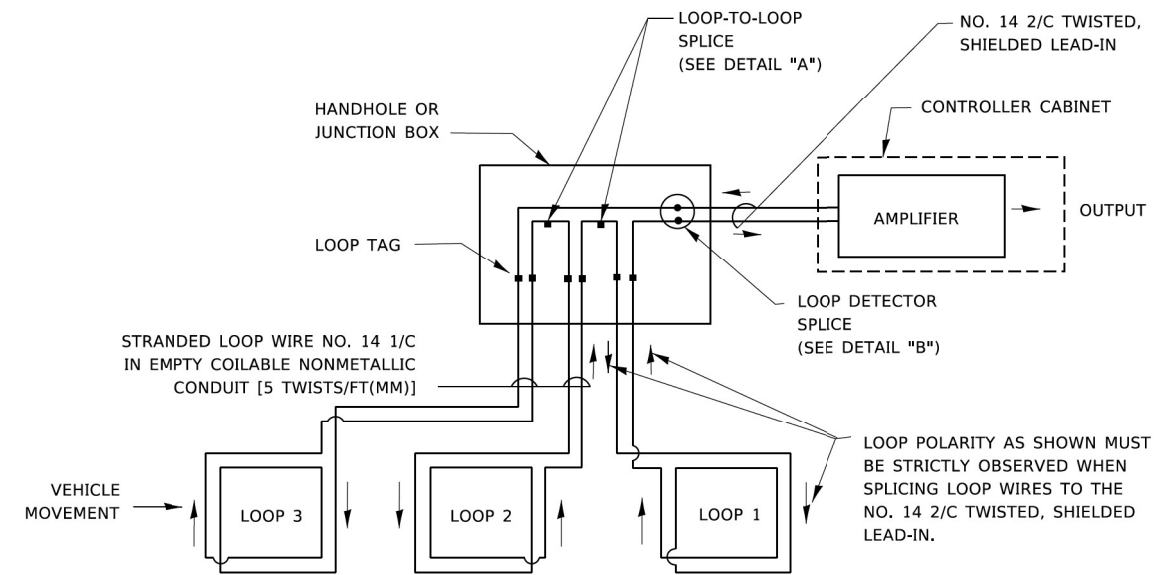 LOOP-TO-LOOP
SPLICE
(SEE DETAIL "A")
NO. 14 2/C TWISTED,
SHIELDED LEAD-IN
HANDHOLE OR
JUNCTION BOX
CONTROLLER CABINET
AMPLIFIER
OUTPUT
LOOP TAG
LOOP DETECTOR
SPLICE
(SEE DETAIL "B")
STRANDED LOOP WIRE NO. 14 1/C
IN EMPTY COILABLE NONMETALLIC
CONDUIT [5 TWISTS/FT(MM)]
LOOP POLARITY AS SHOWN MUST
BE STRICTLY OBSERVED WHEN
SPLICING LOOP WIRES TO THE
NO. 14 2/C TWISTED, SHIELDED
LEAD-IN.
VEHICLE
MOVEMENT
LOOP 3
LOOP 2
LOOP 1